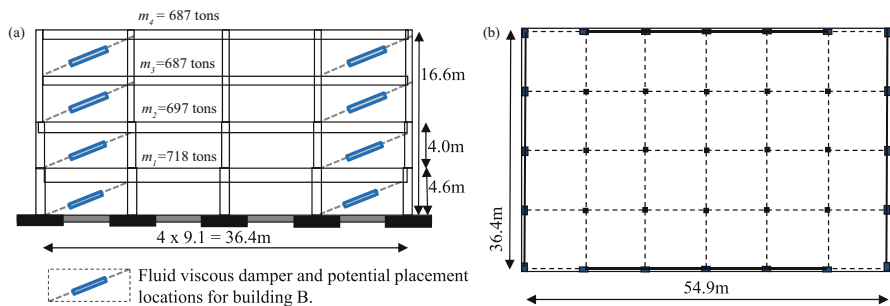 (a)
m4 = 687 tons
m3 = 687 tons
m2=697 tons
m1=718 tons
16.6m
4.0m
4.6m
4 x 9.1 = 36.4m
Fluid viscous damper and potential placement
locations for building B.
(b)
36.4m
54.9m